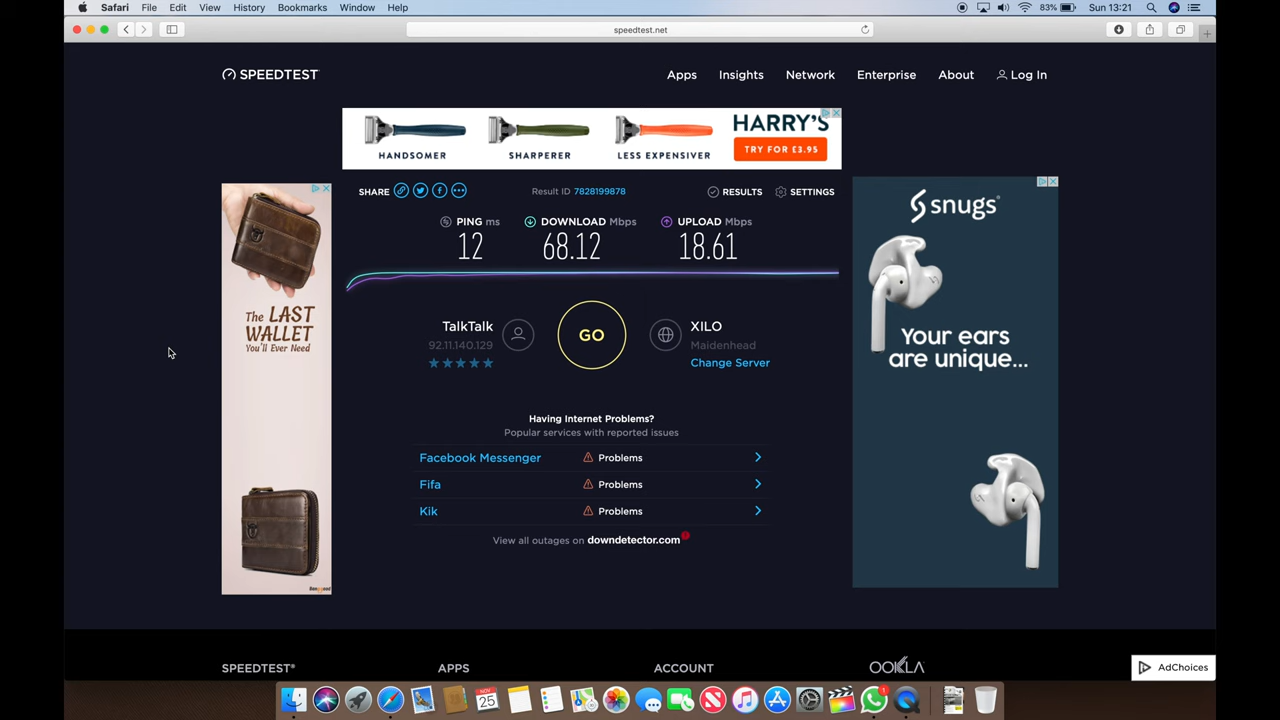 Safari File Edit View History Bookmarks Window Help 83% Sun 13:21
speedtest.net
SPEEDTEST Apps Insights Network Enterprise About Log In
HARRY'S
HANDSOMER SHARPERER LESS EXPENSIVER TRY FOR £3.95
SHARE Result ID 7828199878 RESULTS SETTINGS
PING ms DOWNLOAD Mbps UPLOAD Mbps
12 68.12 18.61
The LAST
WALLET
You'll Ever Need
TalkTalk
92.11.140.129
GO
XILO
Maidenhead
Change Server
snugs
Your ears
are unique...
Having Internet Problems?
Popular services with reported issues
Facebook Messenger Problems
Fifa Problems
Kik Problems
View all outages on downdetector.com
Banggood
SPEEDTEST® APPS ACCOUNT OOKLA
AdChoices
NOV
25
1